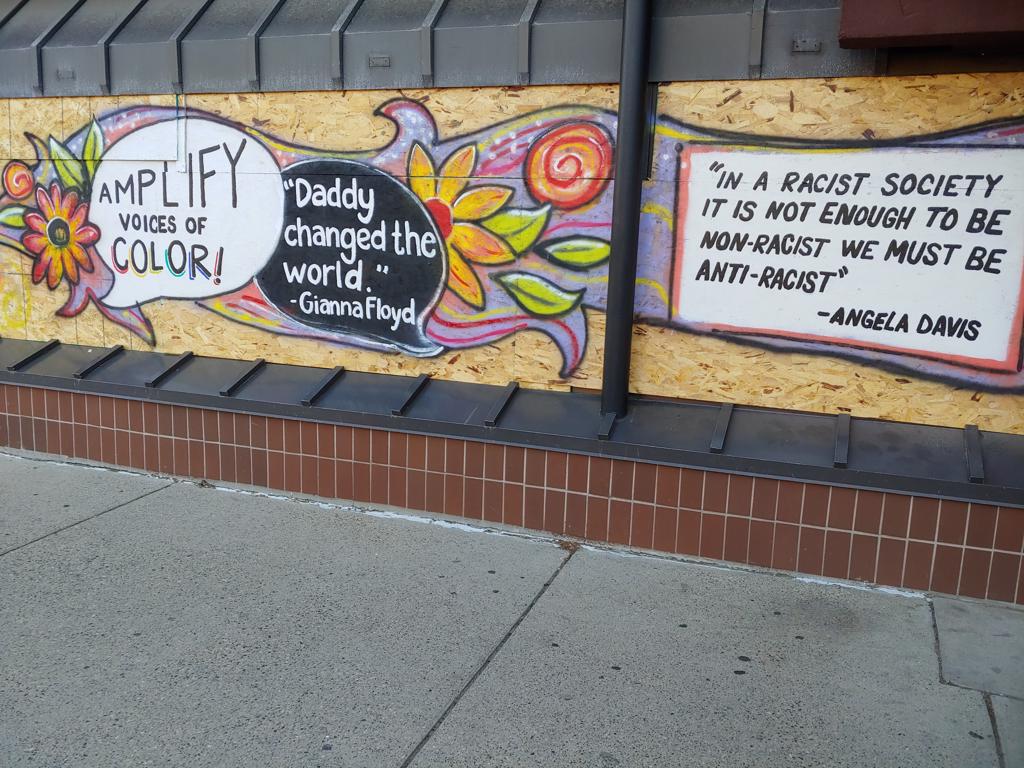 AMPLIFY
VOICES OF
COLOR!
"Daddy
changed the
world."
-Gianna Floyd
"IN A RACIST SOCIETY
IT IS NOT ENOUGH TO BE
NON-RACIST WE MUST BE
ANTI-RACIST"
-ANGELA DAVIS